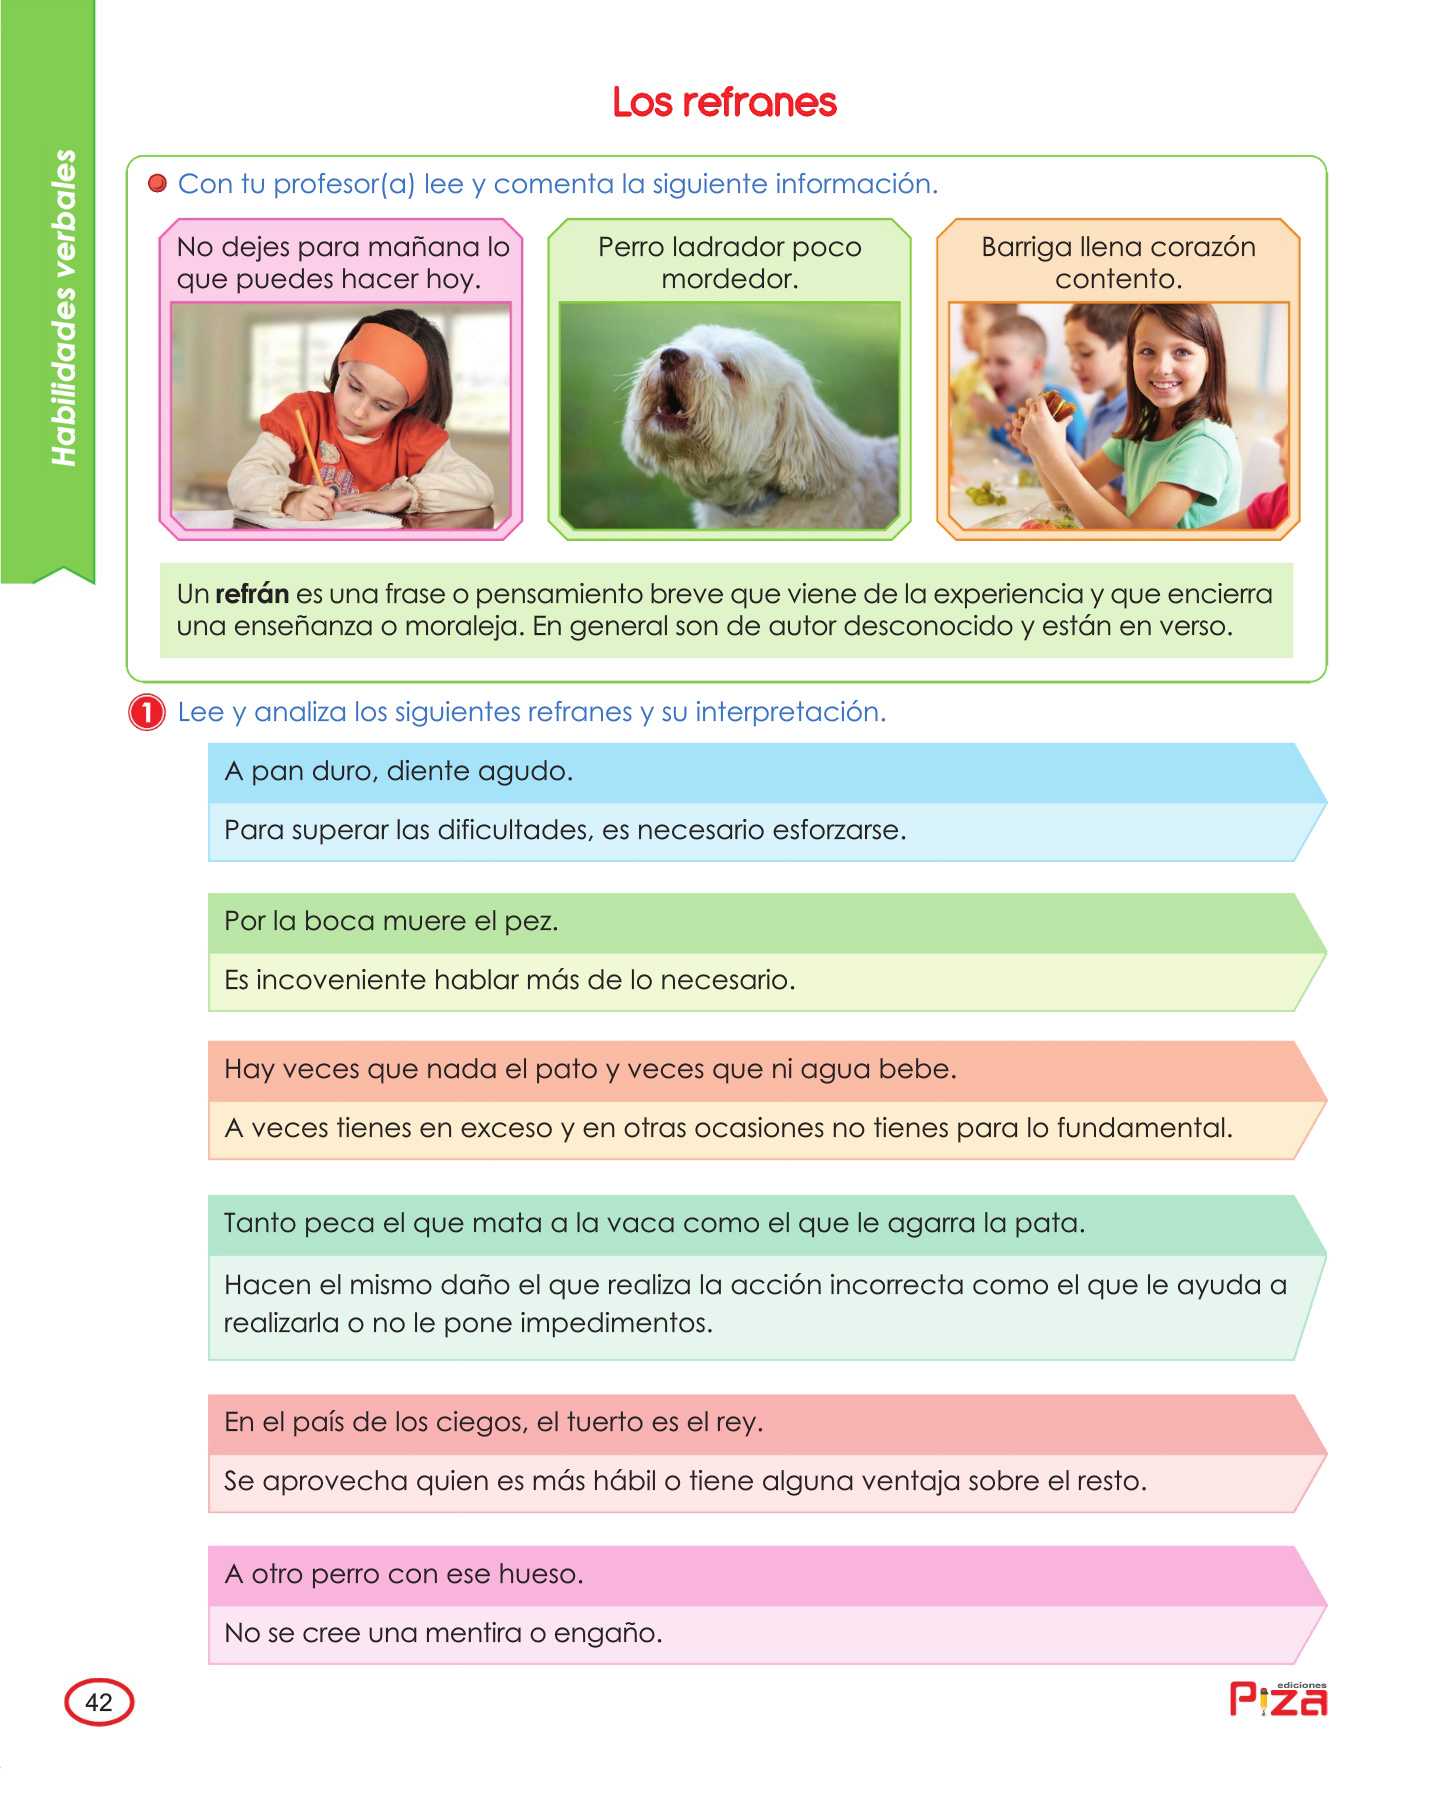 Habilidades verbales
Los refranes
Con tu profesor(a) lee y comenta la siguiente información.
No dejes para mañana lo
que puedes hacer hoy.
Perro ladrador poco
mordedor.
Barriga llena corazón
contento.
Un refrán es una frase o pensamiento breve que viene de la experiencia y que encierra
una enseñanza o moraleja. En general son de autor desconocido y están en verso.
1 Lee y analiza los siguientes refranes y su interpretación.
A pan duro, diente agudo.
Para superar las dificultades, es necesario esforzarse.
Por la boca muere el pez.
Es incoveniente hablar más de lo necesario.
Hay veces que nada el pato y veces que ni agua bebe.
A veces tienes en exceso y en otras ocasiones no tienes para lo fundamental.
Tanto peca el que mata a la vaca como el que le agarra la pata.
Hacen el mismo daño el que realiza la acción incorrecta como el que le ayuda a
realizarla o no le pone impedimentos.
En el país de los ciegos, el tuerto es el rey.
Se aprovecha quien es más hábil o tiene alguna ventaja sobre el resto.
A otro perro con ese hueso.
No se cree una mentira o engaño.
42
ediciones
Piza